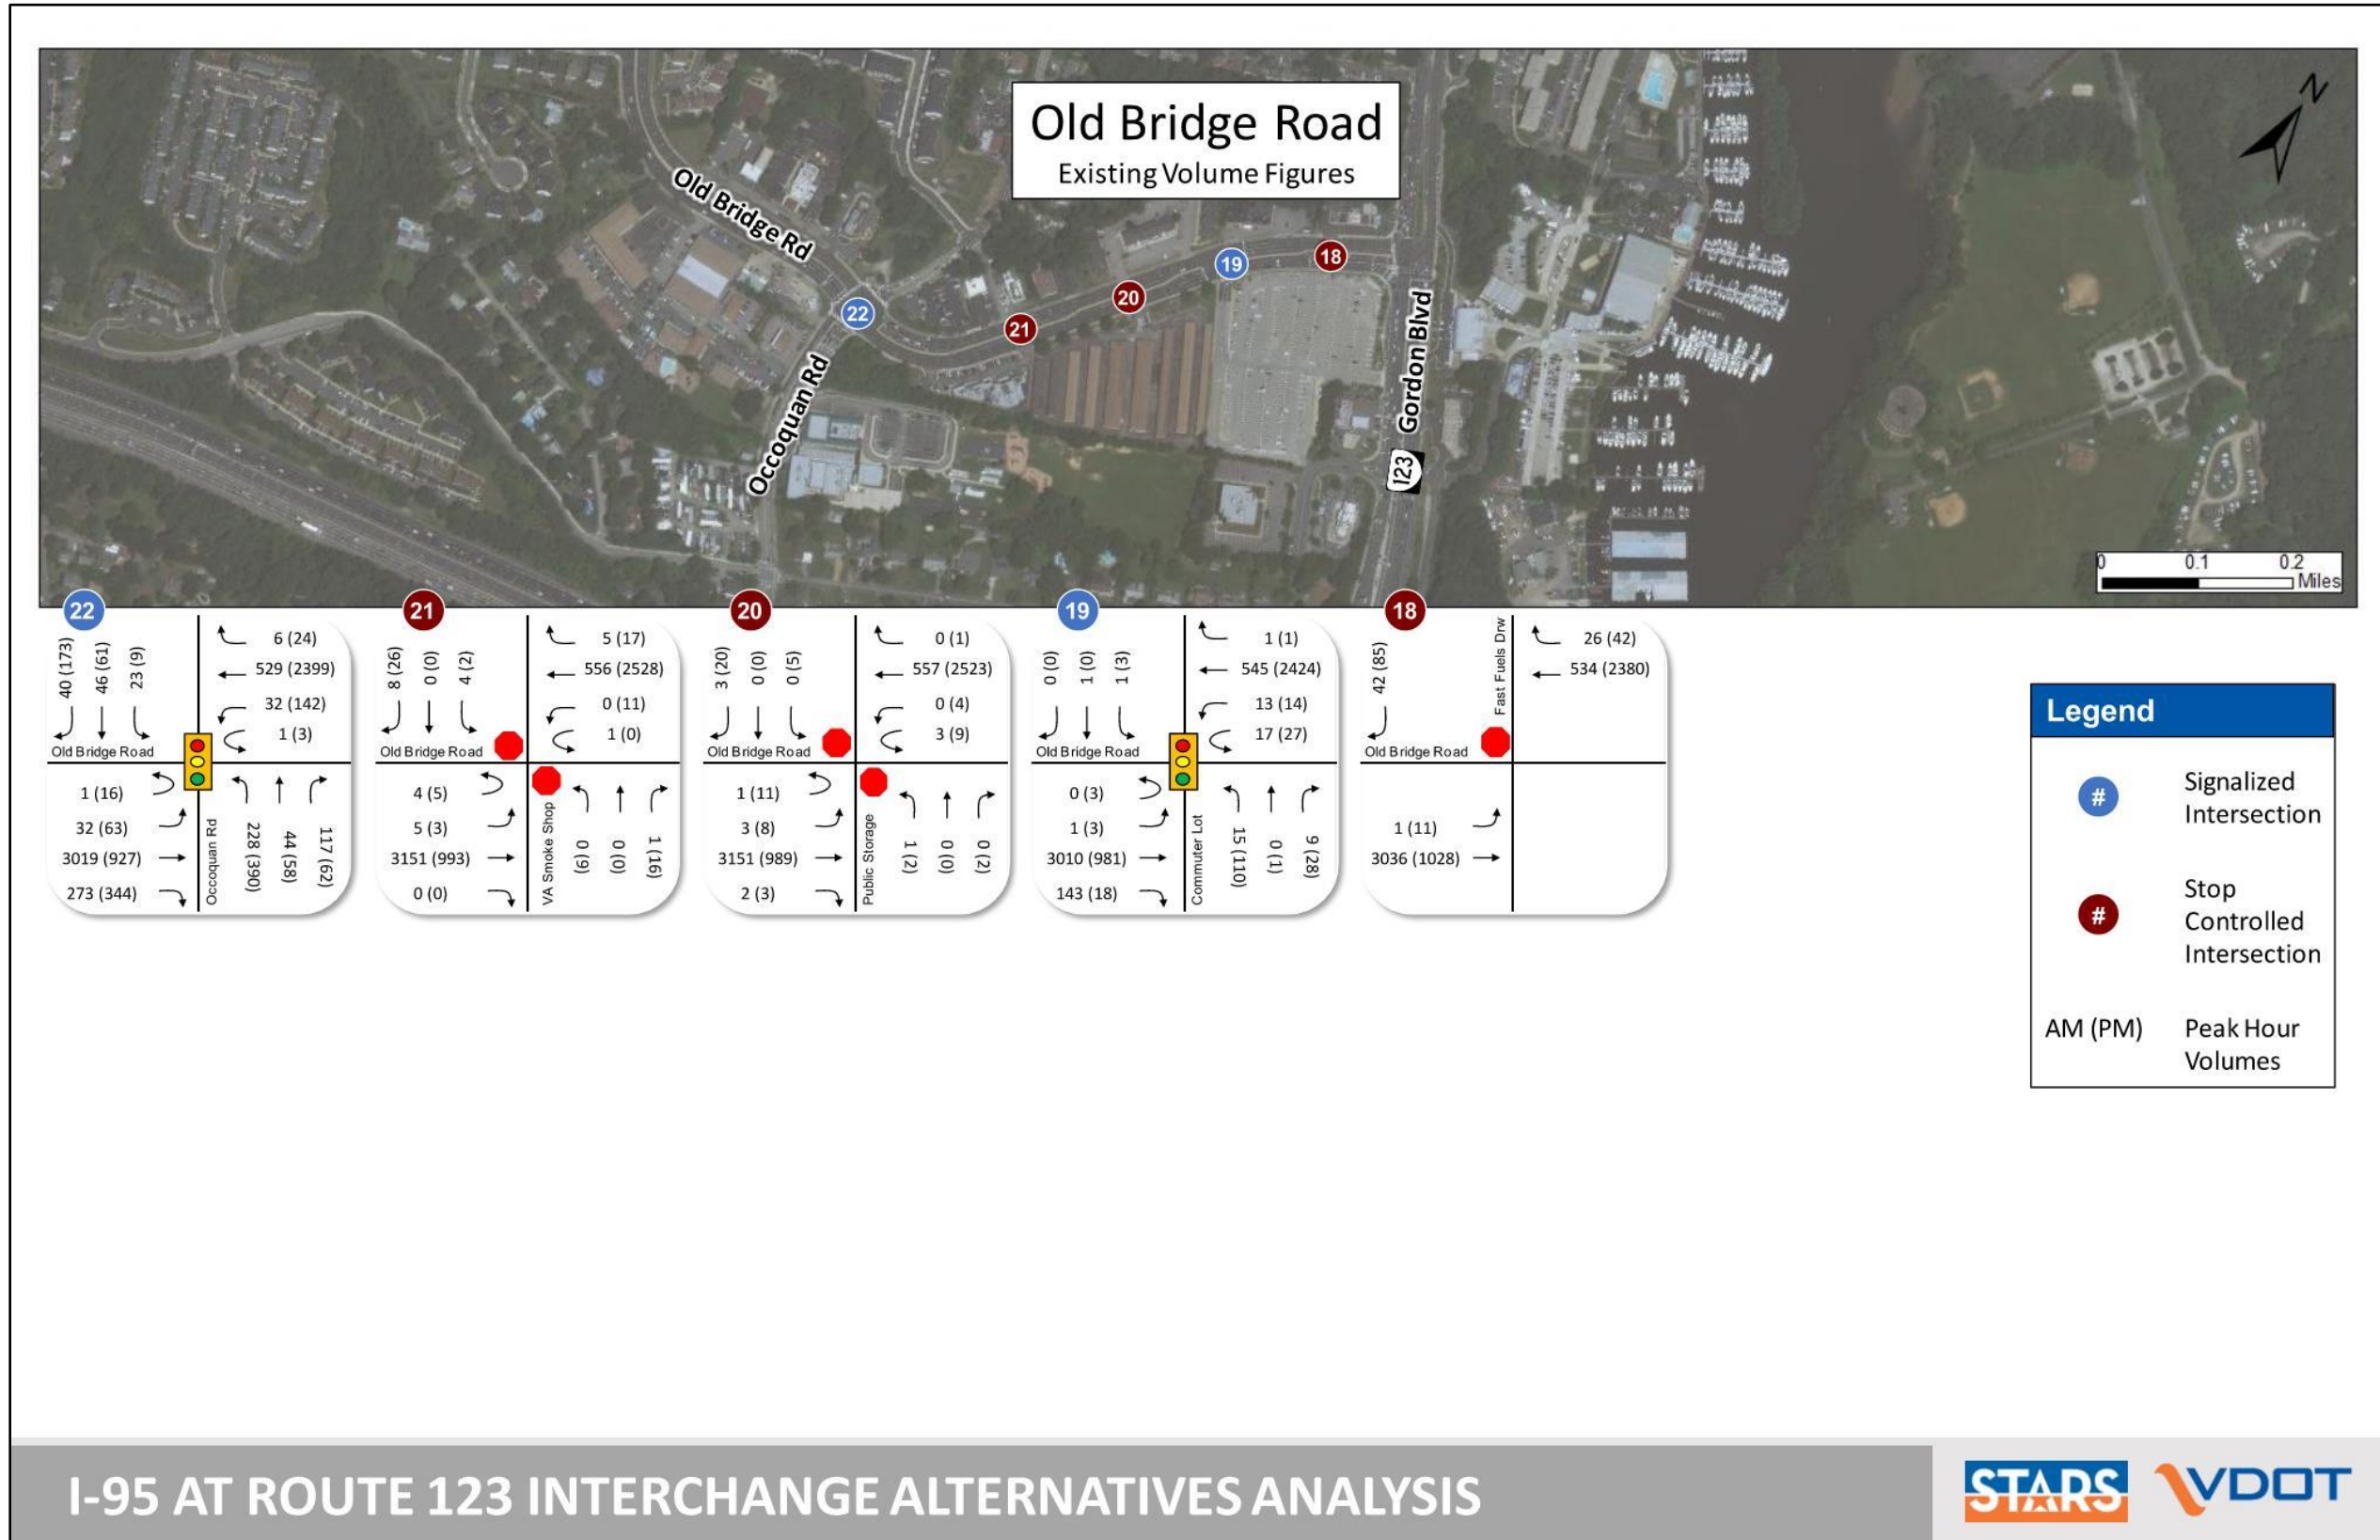 Old Bridge Road
Existing Volume Figures
N
Old Bridge Rd
Occoquan Rd
Gordon Blvd
123
22
21
20
19
18
0 0.1 0.2
Miles
22
40 (173)
46 (61)
23 (9)
6 (24)
529 (2399)
32 (142)
1 (3)
Old Bridge Road
1 (16)
32 (63)
3019 (927)
273 (344)
Occoquan Rd
228 (390)
44 (58)
117 (62)
21
8 (26)
0 (0)
4 (2)
5 (17)
556 (2528)
0 (11)
1 (0)
Old Bridge Road
4 (5)
5 (3)
3151 (993)
0 (0)
VA Smoke Shop
0 (9)
0 (0)
1 (16)
20
3 (20)
0 (0)
0 (5)
0 (1)
557 (2523)
0 (4)
3 (9)
Old Bridge Road
1 (11)
3 (8)
3151 (989)
2 (3)
Public Storage
1 (2)
0 (0)
0 (2)
19
0 (0)
1 (0)
1 (3)
1 (1)
545 (2424)
13 (14)
17 (27)
Old Bridge Road
0 (3)
1 (3)
3010 (981)
143 (18)
Commuter Lot
15 (110)
0 (1)
9 (28)
18
42 (85)
Fast Fuels Drw
26 (42)
534 (2380)
Old Bridge Road
1 (11)
3036 (1028)
Legend
# Signalized
Intersection
# Stop
Controlled
Intersection
AM (PM) Peak Hour
Volumes
I-95 AT ROUTE 123 INTERCHANGE ALTERNATIVES ANALYSIS
STARS
VDOT